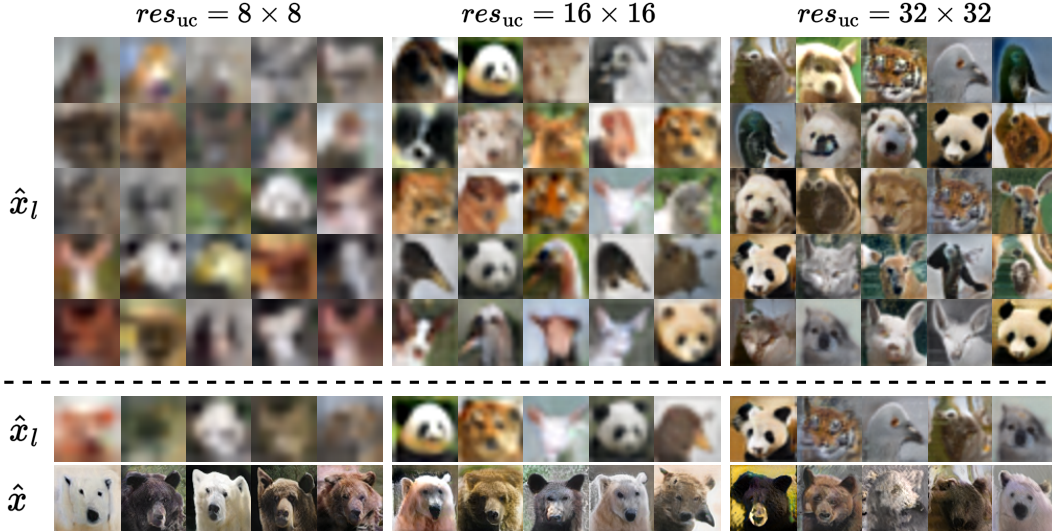 res_uc = 8 × 8
res_uc = 16 × 16
res_uc = 32 × 32
x̂_l
x̂_l
x̂